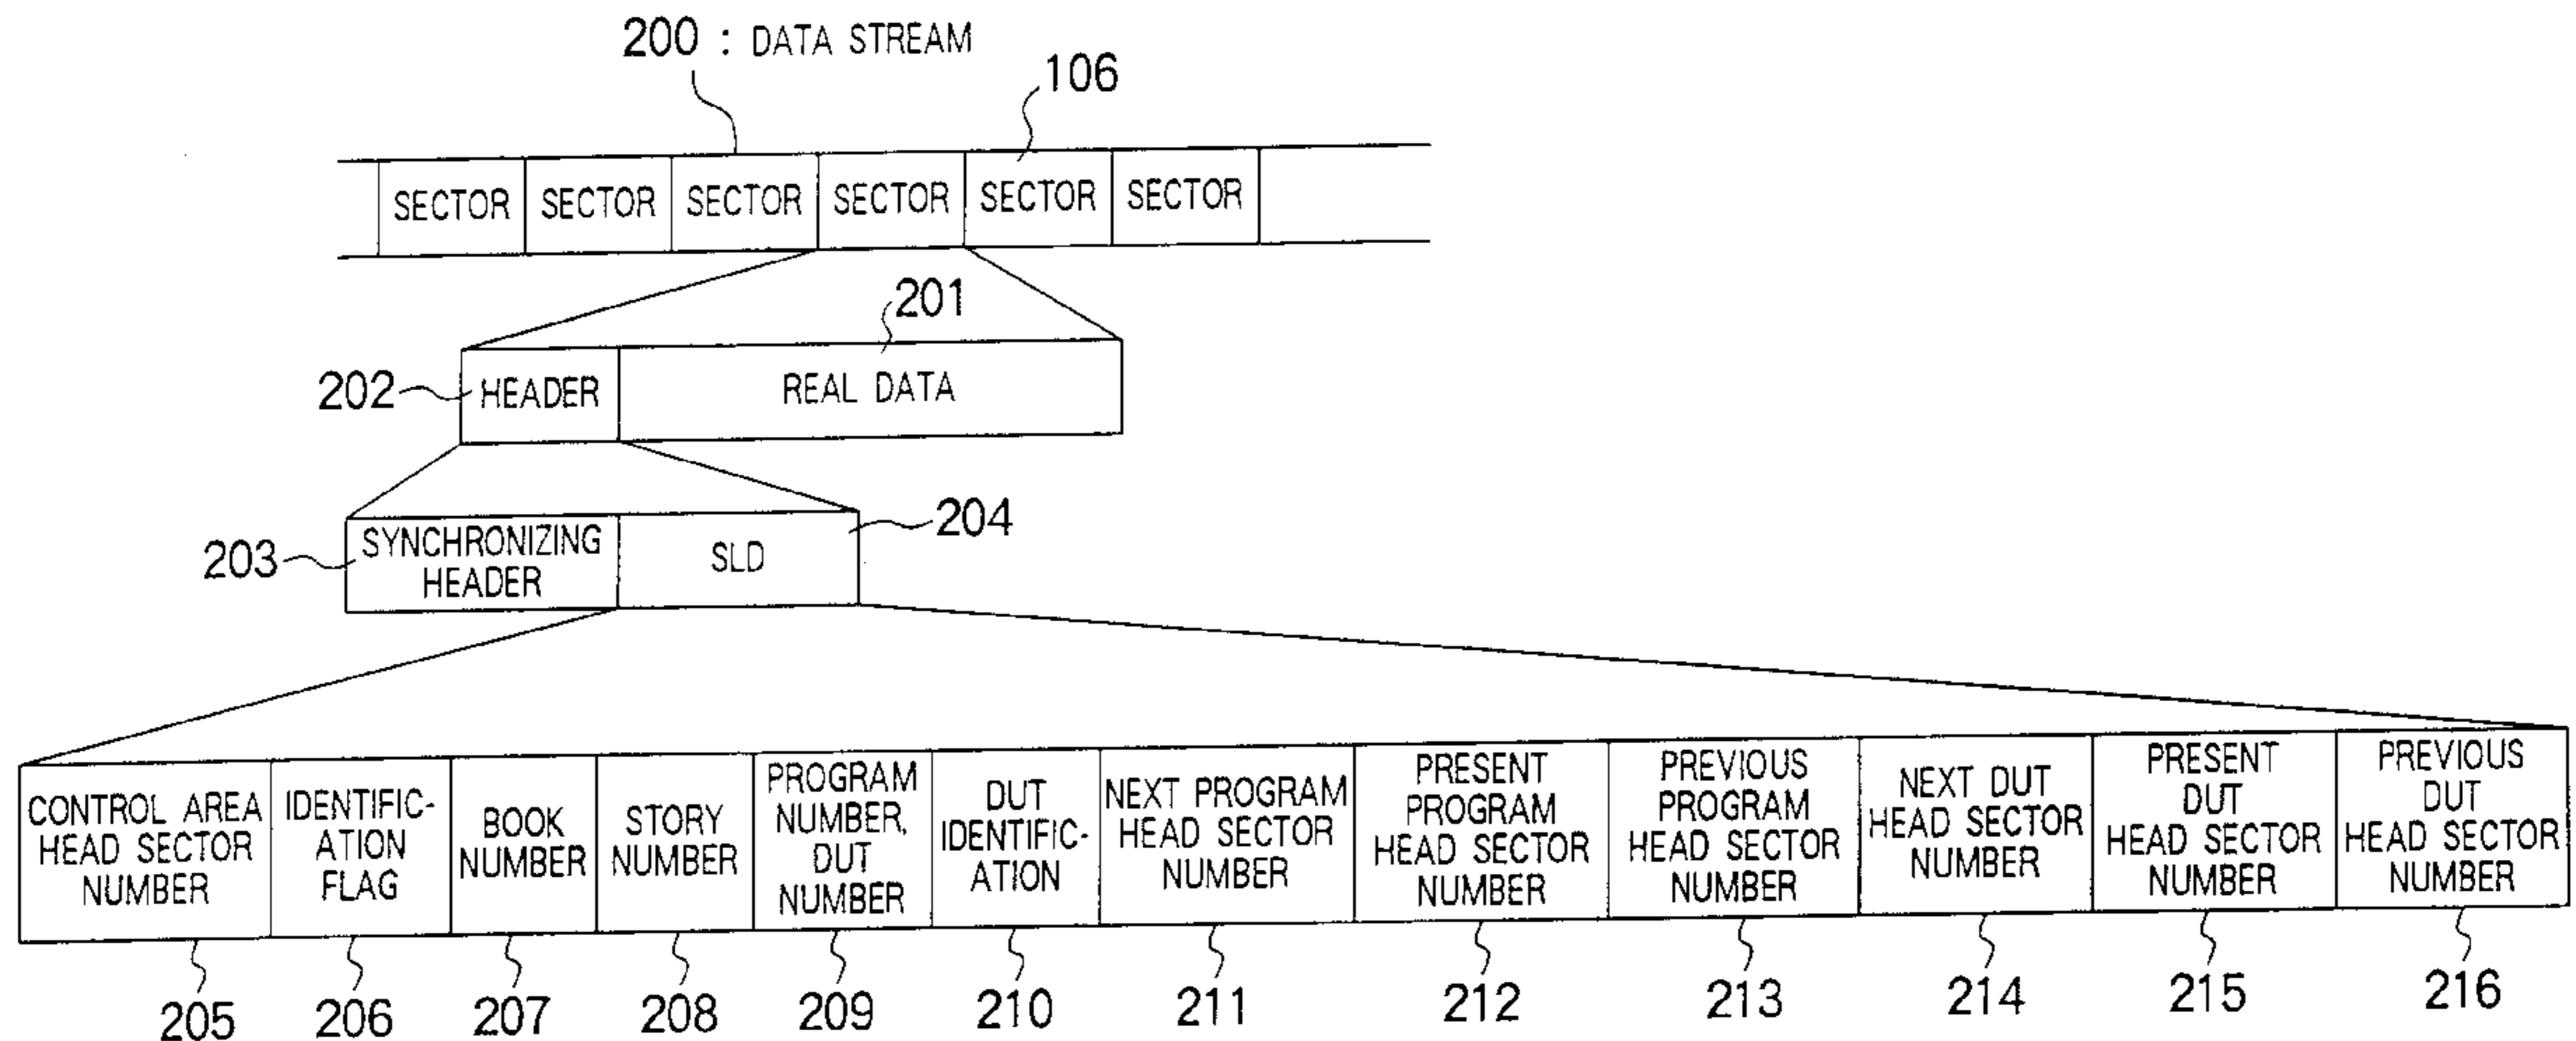 200 : DATA STREAM
106
SECTOR SECTOR SECTOR SECTOR SECTOR SECTOR
201
202 HEADER REAL DATA
204
203 SYNCHRONIZING HEADER SLD
CONTROL AREA HEAD SECTOR NUMBER
IDENTIFIC-ATION FLAG
BOOK NUMBER
STORY NUMBER
PROGRAM NUMBER, DUT NUMBER
DUT IDENTIFIC-ATION
NEXT PROGRAM HEAD SECTOR NUMBER
PRESENT PROGRAM HEAD SECTOR NUMBER
PREVIOUS PROGRAM HEAD SECTOR NUMBER
NEXT DUT HEAD SECTOR NUMBER
PRESENT DUT HEAD SECTOR NUMBER
PREVIOUS DUT HEAD SECTOR NUMBER
205 206 207 208 209 210 211 212 213 214 215 216